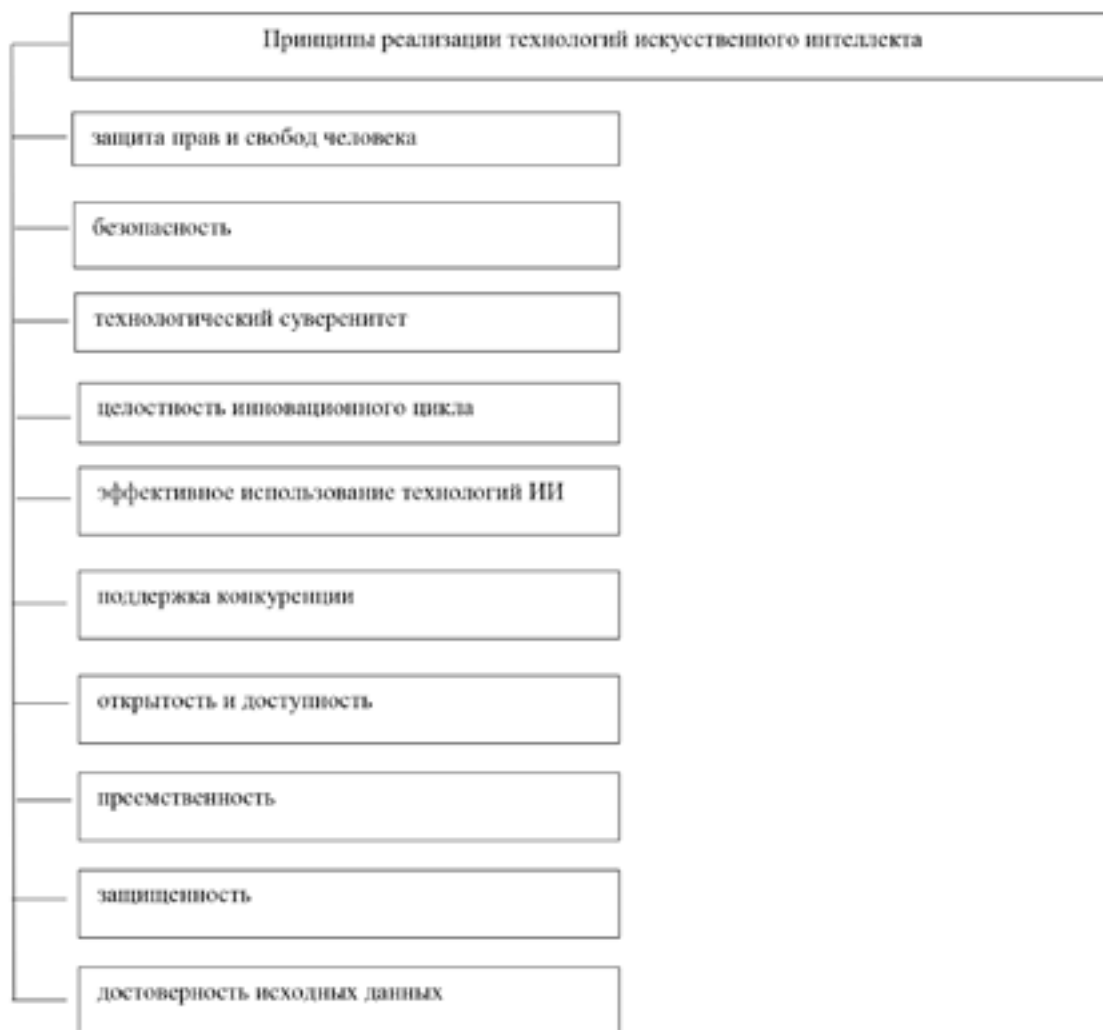 Принципы реализации технологий искусственного интеллекта
защита прав и свобод человека
безопасность
технологический суверенитет
целостность инновационного цикла
эффективное использование технологий ИИ
поддержка конкуренции
открытость и доступность
преемственность
защищенность
достоверность исходных данных